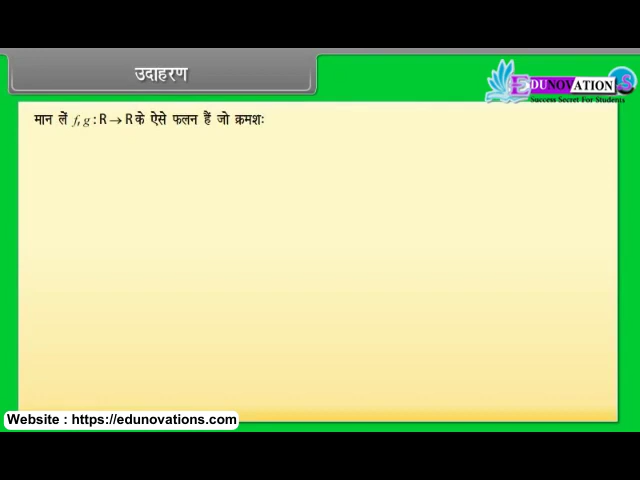 उदाहरण
EDUNOVATIONS
Success Secret For Students
मान लें f, g : R → R के ऐसे फलन हैं जो क्रमशः
Website : https://edunovations.com